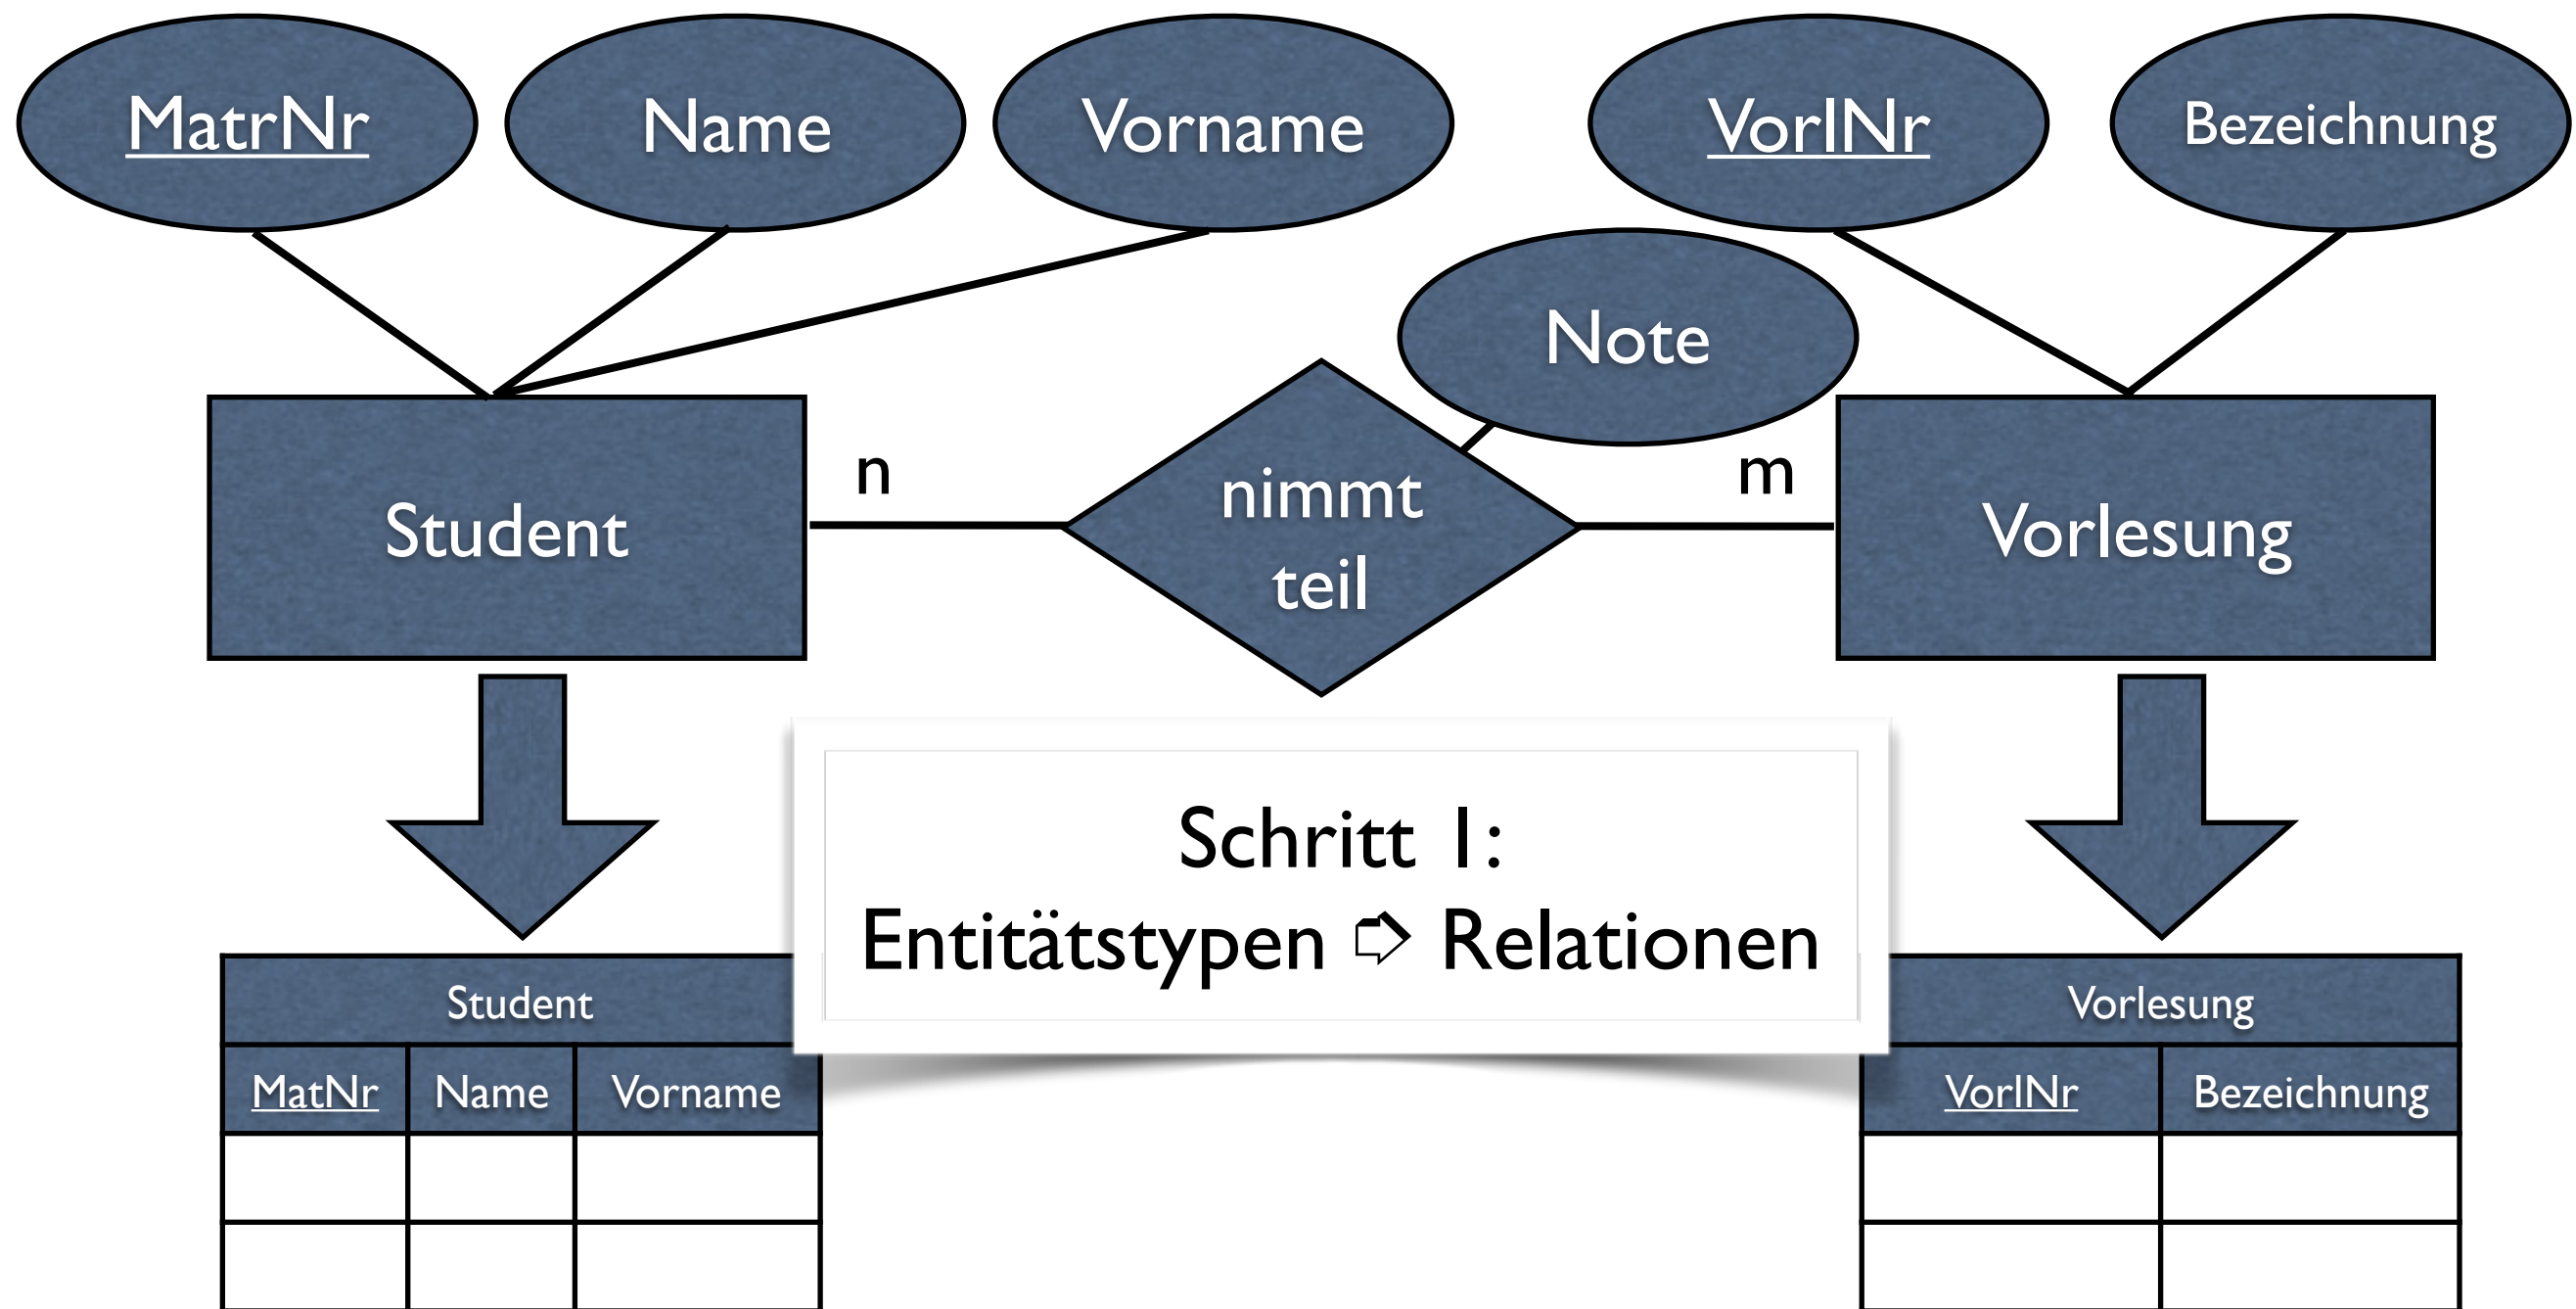 MatrNr
Name
Vorname
VorlNr
Bezeichnung
Note
Student
n
nimmt
teil
m
Vorlesung
Schritt 1:
Entitätstypen ➩ Relationen
Student
MatNr
Name
Vorname
Vorlesung
VorlNr
Bezeichnung